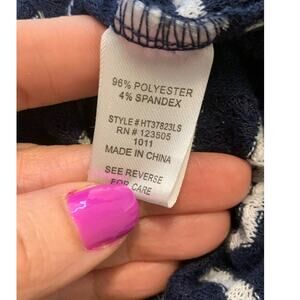 96% POLYESTER
4% SPANDEX
STYLE# HT37823LS
RN # 123505
1011
MADE IN CHINA
SEE REVERSE
FOR CARE